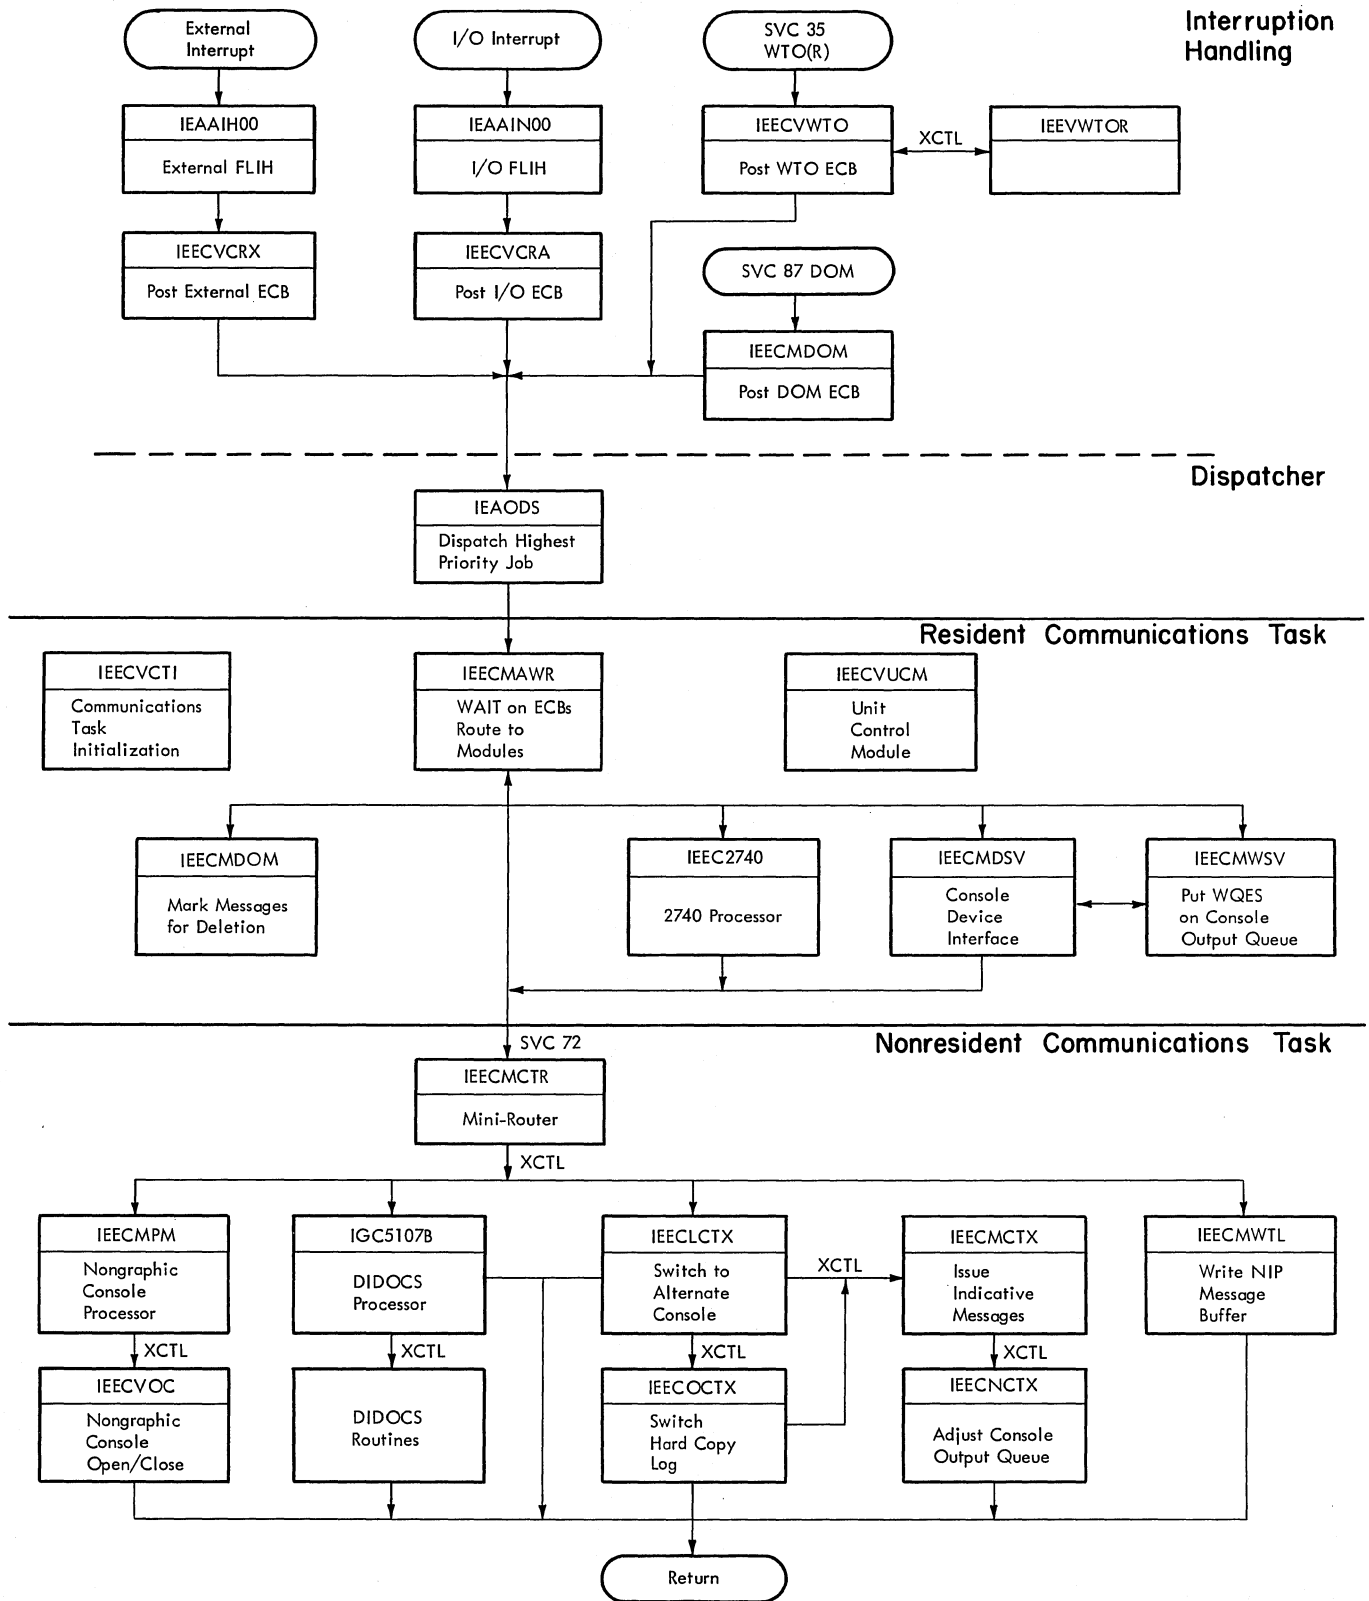 External
Interrupt
I/O Interrupt
SVC 35
WTO(R)
Interruption
Handling
IEAAIH00
External FLIH
IEAAIN00
I/O FLIH
IEECVWTO
Post WTO ECB
XCTL
IEEVWTOR
IEECVCRX
Post External ECB
IEECVCRA
Post I/O ECB
SVC 87 DOM
IEECMDOM
Post DOM ECB
Dispatcher
IEAODS
Dispatch Highest
Priority Job
Resident Communications Task
IEECVCTI
Communications
Task
Initialization
IEECMAWR
WAIT on ECBs
Route to
Modules
IEECVUCM
Unit
Control
Module
IEECMDOM
Mark Messages
for Deletion
IEEC2740
2740 Processor
IEECMDSV
Console
Device
Interface
IEECMWSV
Put WQES
on Console
Output Queue
SVC 72
Nonresident Communications Task
IEECMCTR
Mini-Router
XCTL
IEECMPM
Nongraphic
Console
Processor
IGC5107B
DIDOCS
Processor
IEECLCTX
Switch to
Alternate
Console
XCTL
IEECMCTX
Issue
Indicative
Messages
IEECMWTL
Write NIP
Message
Buffer
XCTL
XCTL
XCTL
XCTL
IEECVOC
Nongraphic
Console
Open/Close
DIDOCS
Routines
IEECOCTX
Switch
Hard Copy
Log
IEECNCTX
Adjust Console
Output Queue
Return